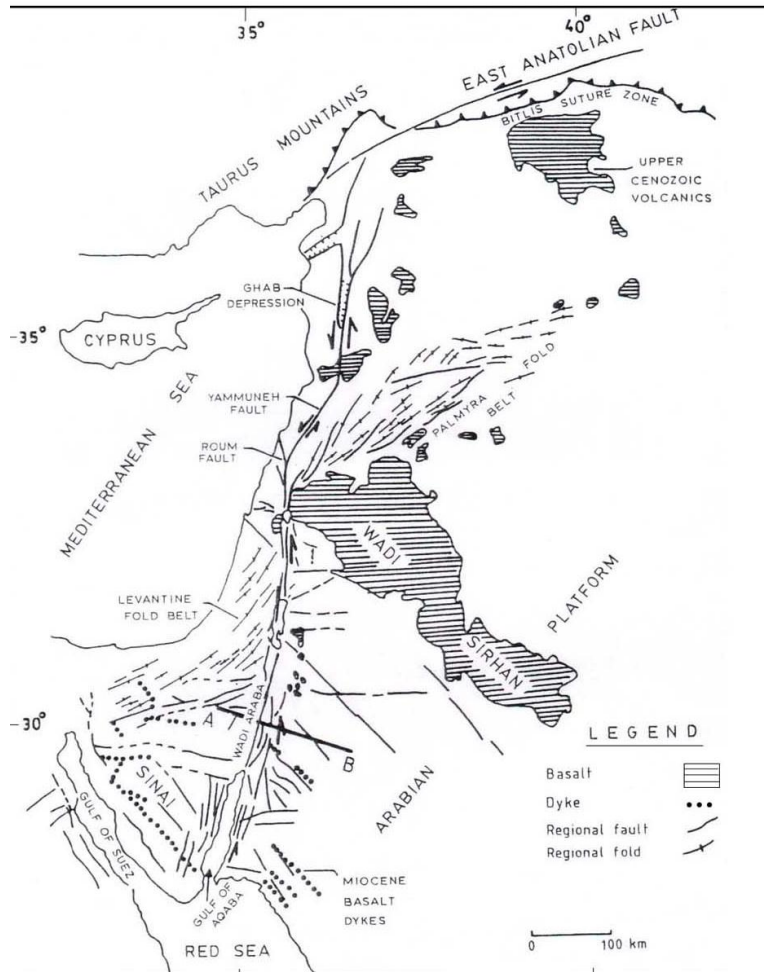 35°
40°
EAST ANATOLIAN FAULT
BITLIS SUTURE ZONE
TAURUS MOUNTAINS
UPPER
CENOZOIC
VOLCANICS
GHAB
DEPRESSION
35°
CYPRUS
MEDITERRANEAN SEA
YAMMUNEH
FAULT
PALMYRA FOLD
BELT
ROUM
FAULT
WADI
SIRHAN
LEVANTINE
FOLD BELT
ARABIAN PLATFORM
30°
A
WADI ARABA
B
SINAI
GULF OF SUEZ
GULF OF
AQABA
MIOCENE
BASALT
DYKES
RED SEA
LEGEND
Basalt
Dyke
Regional fault
Regional fold
0 100 km